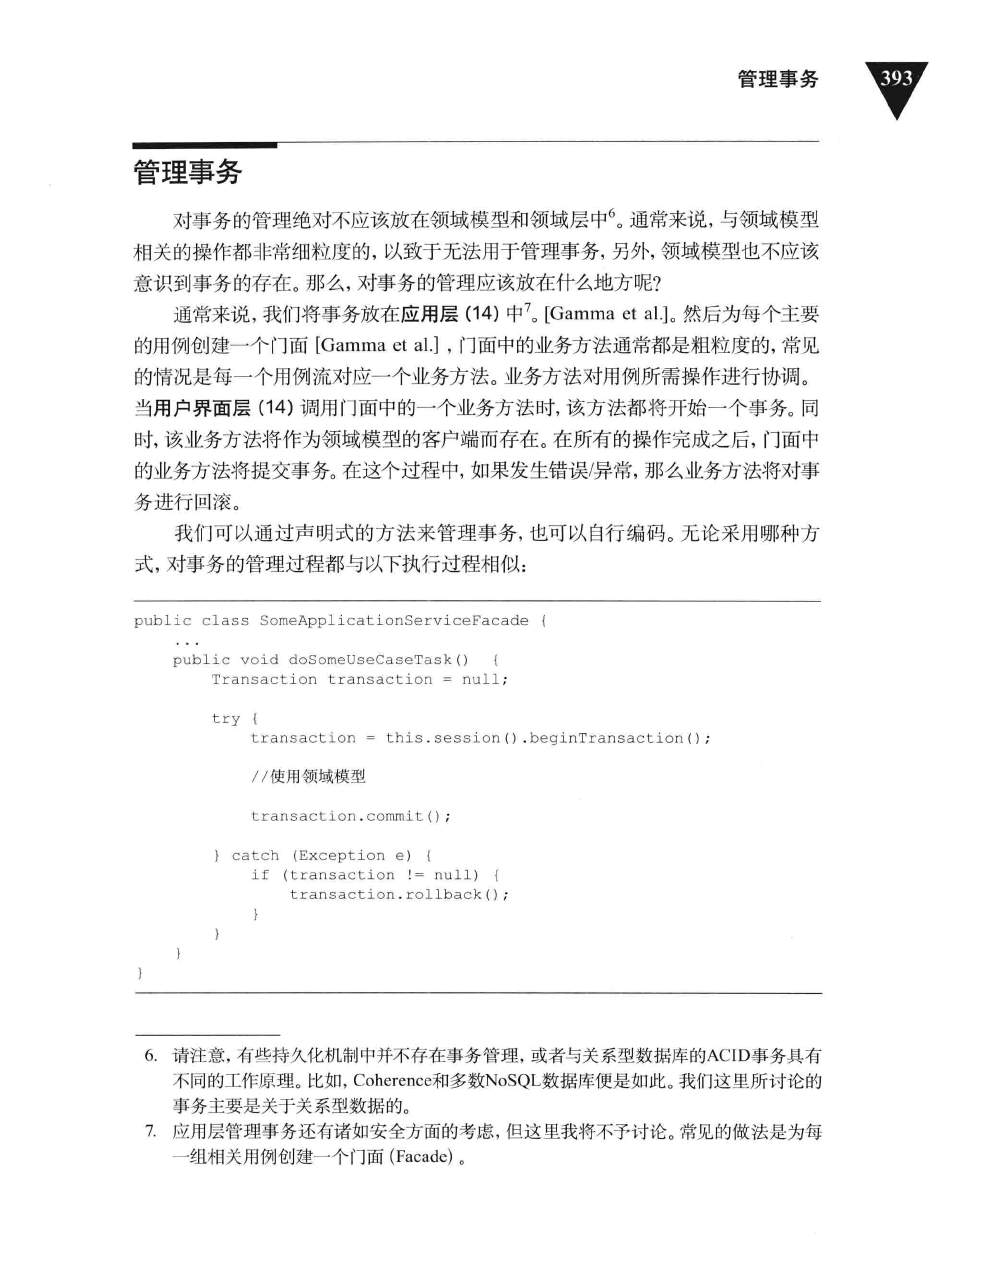 管理事务
393
管理事务
对事务的管理绝对不应该放在领域模型和领域层中6。通常来说，与领域模型
相关的操作都非常细粒度的，以致于无法用于管理事务，另外，领域模型也不应该
意识到事务的存在。那么，对事务的管理应该放在什么地方呢？
通常来说，我们将事务放在应用层（14）中7。[Gamma et al.]。然后为每个主要
的用例创建一个门面 [Gamma et al.]，门面中的业务方法通常都是粗粒度的，常见
的情况是每一个用例流对应一个业务方法。业务方法对用例所需操作进行协调。
当用户界面层（14）调用门面中的一个业务方法时，该方法都将开始一个事务。同
时，该业务方法将作为领域模型的客户端而存在。在所有的操作完成之后，门面中
的业务方法将提交事务。在这个过程中，如果发生错误/异常，那么业务方法将对事
务进行回滚。
我们可以通过声明式的方法来管理事务，也可以自行编码。无论采用哪种方
式，对事务的管理过程都与以下执行过程相似：
public class SomeApplicationServiceFacade {
...
public void doSomeUseCaseTask() {
Transaction transaction = null;
try {
transaction = this.session().beginTransaction();
//使用领域模型
transaction.commit();
} catch (Exception e) {
if (transaction != null) {
transaction.rollback();
}
}
}
}
6. 请注意，有些持久化机制中并不存在事务管理，或者与关系型数据库的ACID事务具有
不同的工作原理。比如，Coherence和多数NoSQL数据库便是如此。我们这里所讨论的
事务主要是关于关系型数据的。
7. 应用层管理事务还有诸如安全方面的考虑，但这里我将不予讨论。常见的做法是为每
一组相关用例创建一个门面（Facade）。